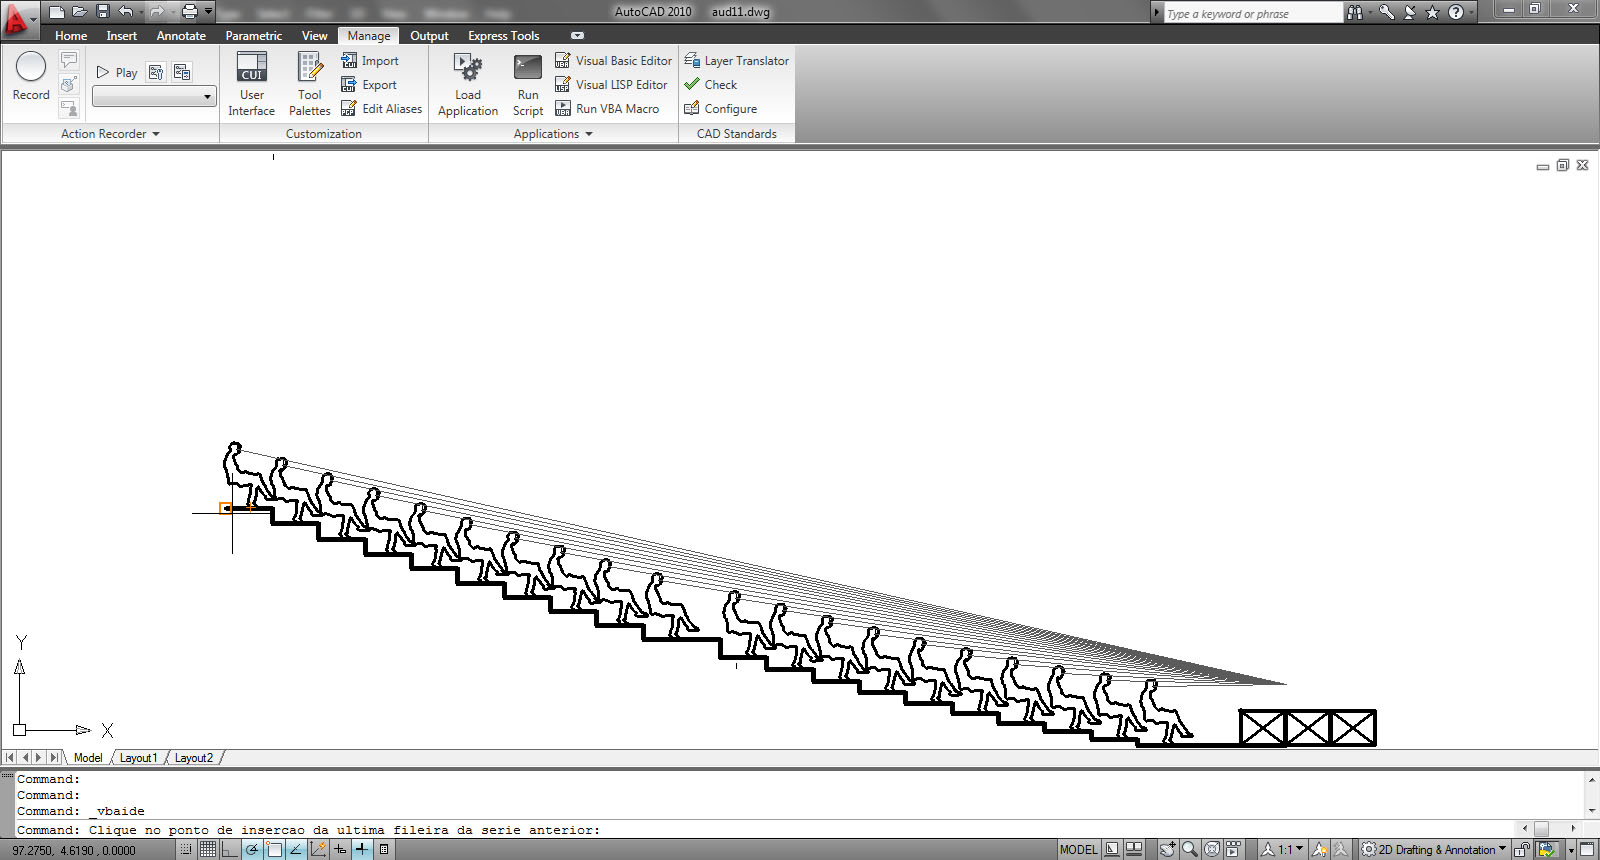 AutoCAD 2010 aud11.dwg
Type a keyword or phrase
Home Insert Annotate Parametric View Manage Output Express Tools
Record
Play
Action Recorder
CUI
User Interface
Tool Palettes
Import
Export
Edit Aliases
Customization
Load Application
Run Script
Visual Basic Editor
Visual LISP Editor
Run VBA Macro
Applications
Layer Translator
Check
Configure
CAD Standards
Y
X
Model Layout1 Layout2
Command:
Command:
Command: _vbaide
Command: Clique no ponto de insercao da ultima fileira da serie anterior:
97.2750, 4.6190 , 0.0000 MODEL 1:1 2D Drafting & Annotation